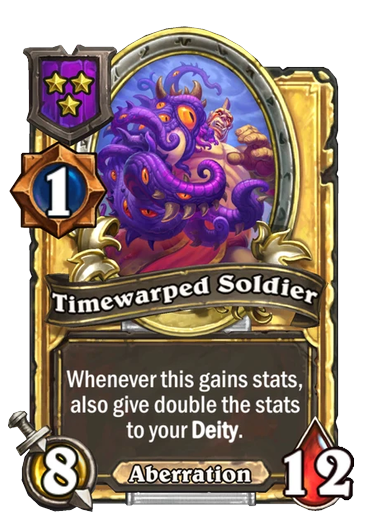 1
Timewarped Soldier
Whenever this gains stats,
also give double the stats
to your Deity.
8
Aberration
12